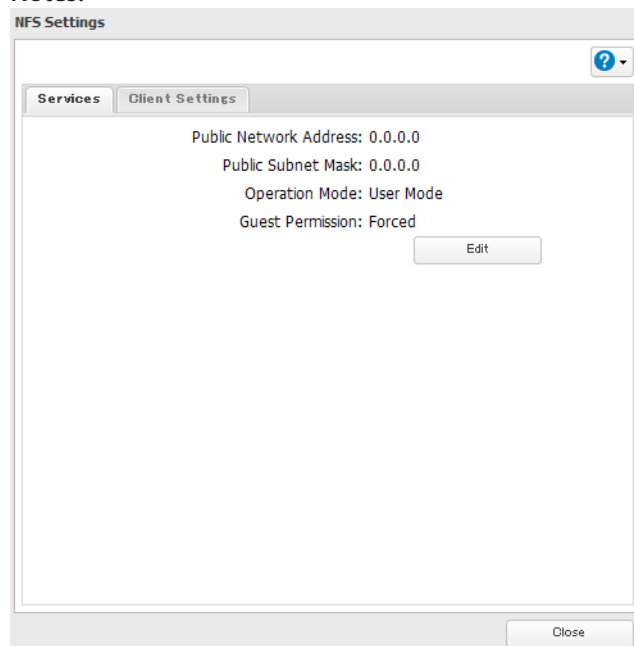 Notes:
NFS Settings
?
Services Client Settings
Public Network Address: 0.0.0.0
Public Subnet Mask: 0.0.0.0
Operation Mode: User Mode
Guest Permission: Forced
Edit
Close